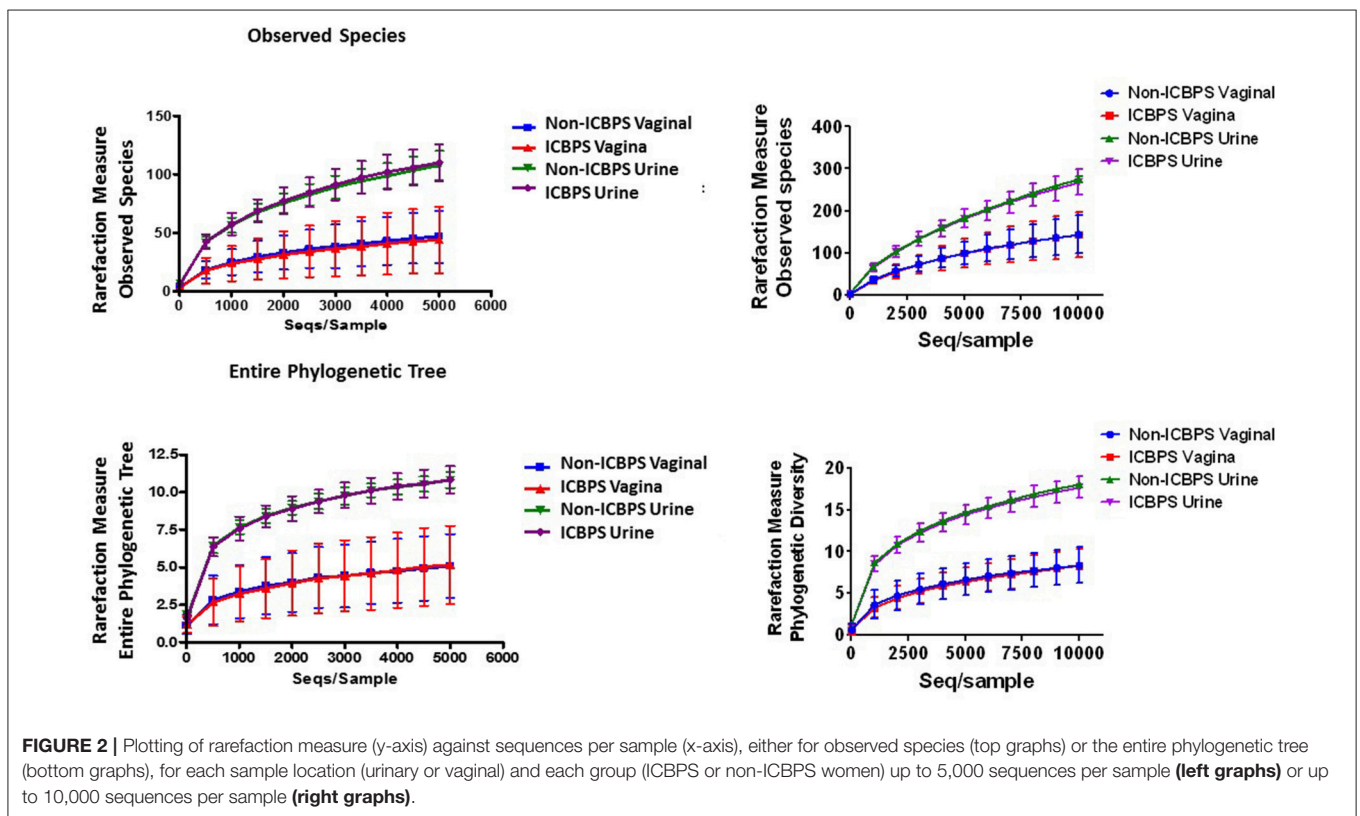 Observed Species
Rarefaction Measure
Observed Species
150
100
50
0
0 1000 2000 3000 4000 5000 6000
Seqs/Sample
Non-ICBPS Vaginal
ICBPS Vagina
Non-ICBPS Urine
ICBPS Urine
:
Rarefaction Measure
Observed species
400
300
200
100
0
0 2500 5000 7500 10000
Seq/sample
Non-ICBPS Vaginal
ICBPS Vagina
Non-ICBPS Urine
ICBPS Urine
Entire Phylogenetic Tree
Rarefaction Measure
Entire Phylogenetic Tree
12.5
10.0
7.5
5.0
2.5
0.0
0 1000 2000 3000 4000 5000 6000
Seqs/Sample
Non-ICBPS Vaginal
ICBPS Vagina
Non-ICBPS Urine
ICBPS Urine
Rarefaction Measure
Phylogenetic Diversity
20
15
10
5
0
0 2500 5000 7500 10000
Seq/sample
Non-ICBPS Vaginal
ICBPS Vagina
Non-ICBPS Urine
ICBPS Urine
FIGURE 2 | Plotting of rarefaction measure (y-axis) against sequences per sample (x-axis), either for observed species (top graphs) or the entire phylogenetic tree
(bottom graphs), for each sample location (urinary or vaginal) and each group (ICBPS or non-ICBPS women) up to 5,000 sequences per sample (left graphs) or up
to 10,000 sequences per sample (right graphs).